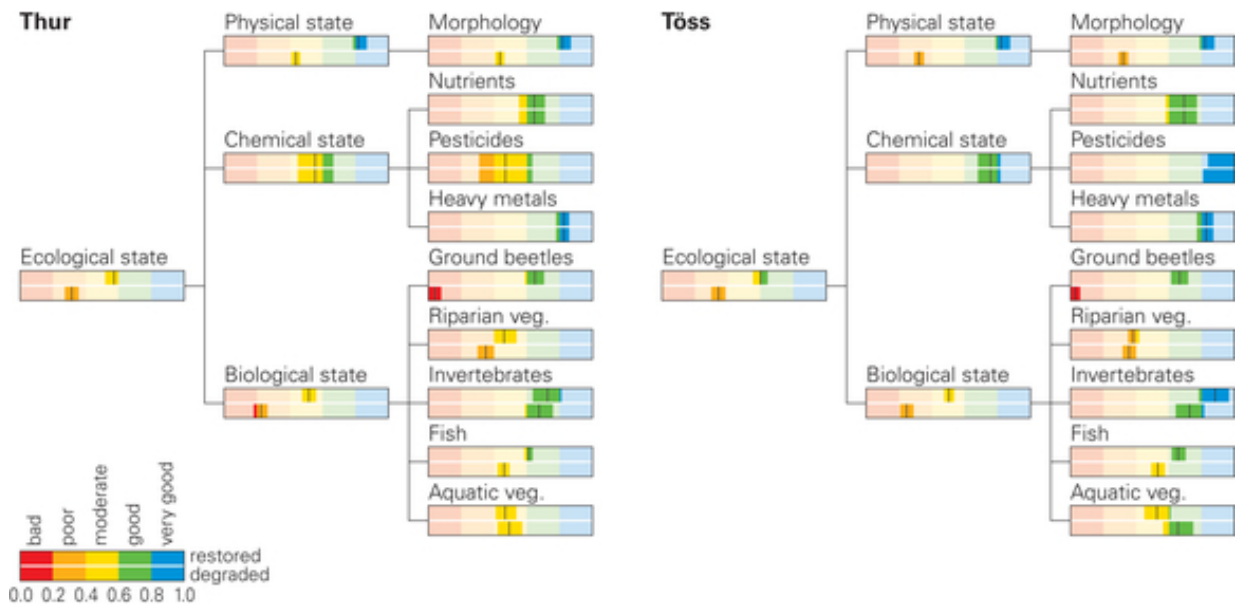 Thur
Physical state
Morphology
Nutrients
Chemical state
Pesticides
Heavy metals
Ecological state
Ground beetles
Riparian veg.
Biological state
Invertebrates
Fish
Aquatic veg.
bad
poor
moderate
good
very good
restored
degraded
0.0 0.2 0.4 0.6 0.8 1.0
Töss
Physical state
Morphology
Nutrients
Chemical state
Pesticides
Heavy metals
Ecological state
Ground beetles
Riparian veg.
Biological state
Invertebrates
Fish
Aquatic veg.